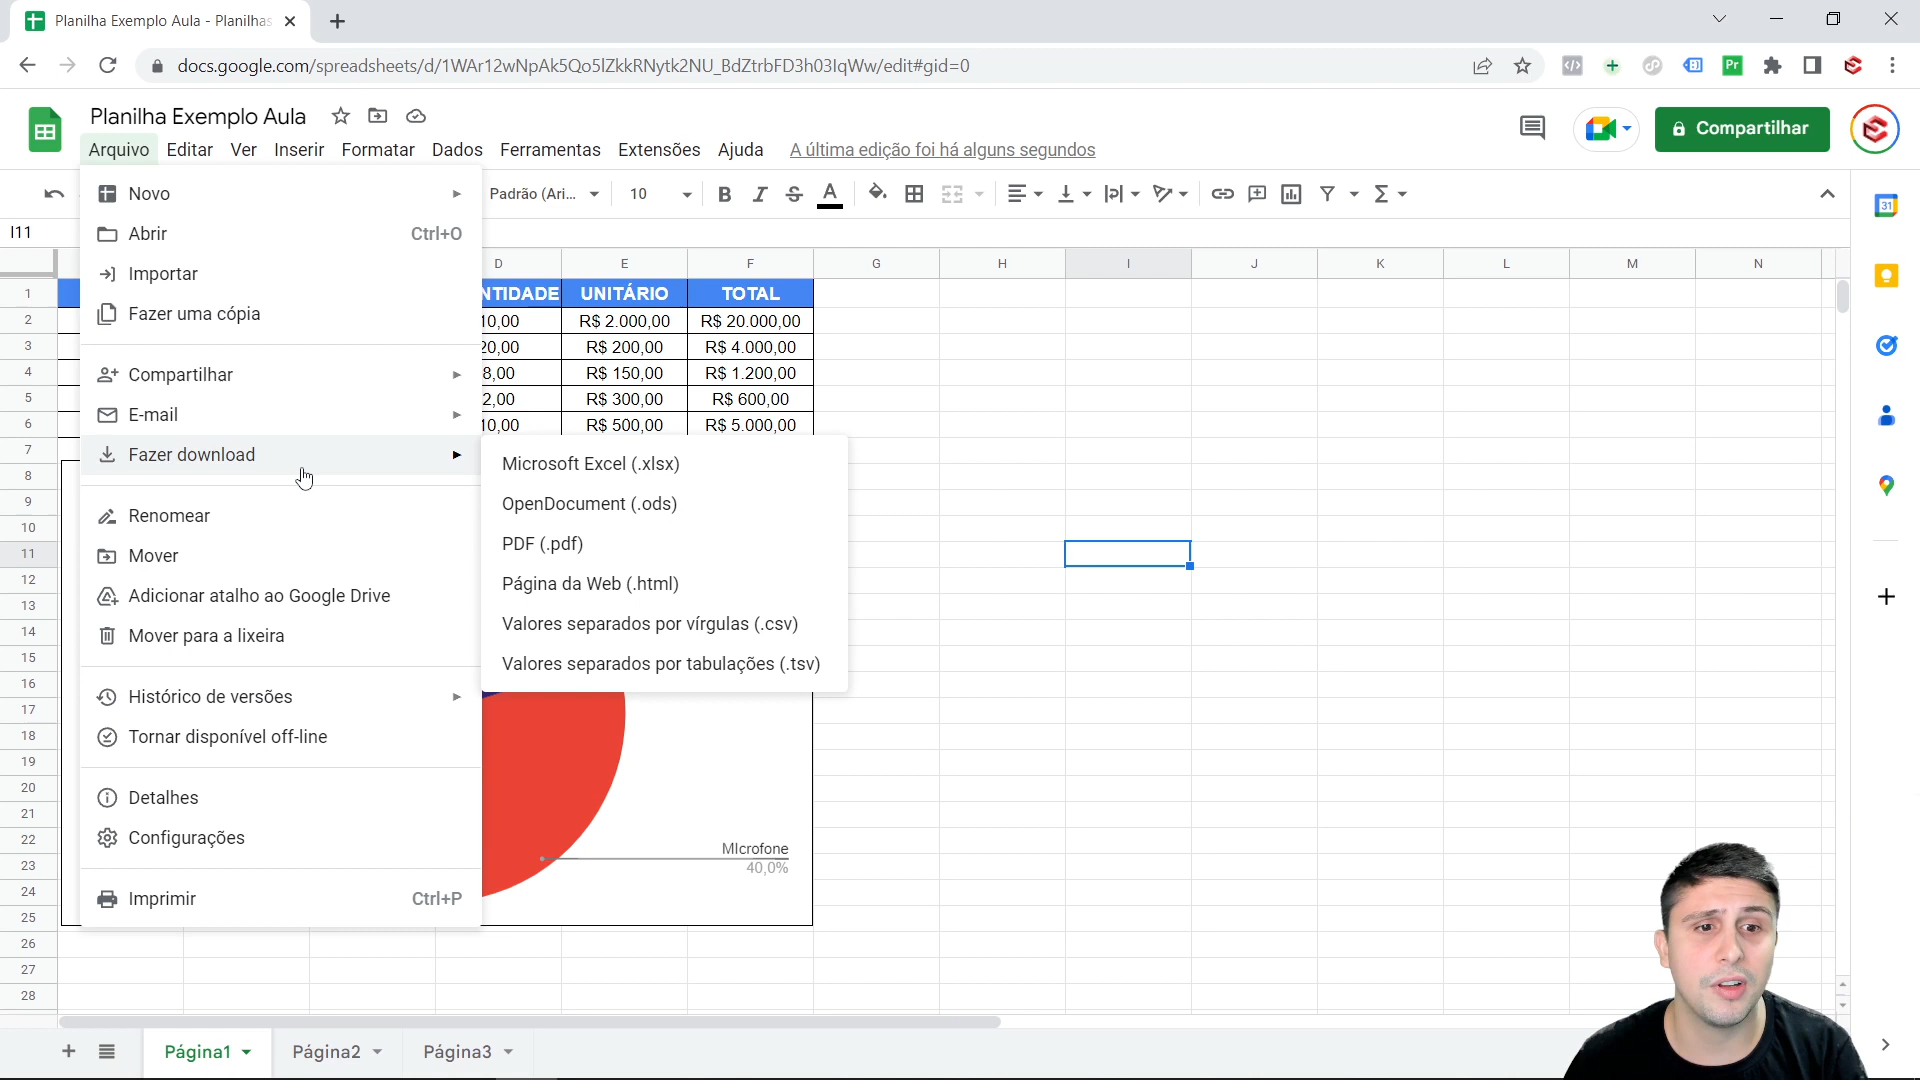 Planilha Exemplo Aula - Planilhas
docs.google.com/spreadsheets/d/1WAr12wNpAk5Qo5lZkkRNytk2NU_BdZtrbFD3h03IqWw/edit#gid=0
Planilha Exemplo Aula
Compartilhar
Arquivo Editar Ver Inserir Formatar Dados Ferramentas Extensões Ajuda A última edição foi há alguns segundos
Padrão (Ari... 10
I11
D E F G H I J K L M N
Novo
Abrir Ctrl+O
Importar
Fazer uma cópia
Compartilhar
E-mail
Fazer download
Renomear
Mover
Adicionar atalho ao Google Drive
Mover para a lixeira
Histórico de versões
Tornar disponível off-line
Detalhes
Configurações
Imprimir Ctrl+P
Microsoft Excel (.xlsx)
OpenDocument (.ods)
PDF (.pdf)
Página da Web (.html)
Valores separados por vírgulas (.csv)
Valores separados por tabulações (.tsv)
1 NTIDADE UNITÁRIO TOTAL
2 10,00 R$ 2.000,00 R$ 20.000,00
3 20,00 R$ 200,00 R$ 4.000,00
4 8,00 R$ 150,00 R$ 1.200,00
5 2,00 R$ 300,00 R$ 600,00
6 10,00 R$ 500,00 R$ 5.000,00
7
8
9
10
11
12
13
14
15
16
17
18
19
20
21
22
23
24
25
26
27
28
MIcrofone
40,0%
Página1 Página2 Página3
31
Pr